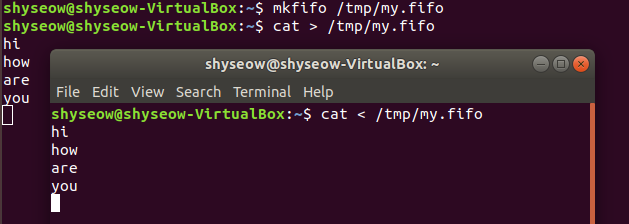 shyseow@shyseow-VirtualBox:~$ mkfifo /tmp/my.fifo
shyseow@shyseow-VirtualBox:~$ cat > /tmp/my.fifo
hi
how
are
you
shyseow@shyseow-VirtualBox: ~
File Edit View Search Terminal Help
shyseow@shyseow-VirtualBox:~$ cat < /tmp/my.fifo
hi
how
are
you